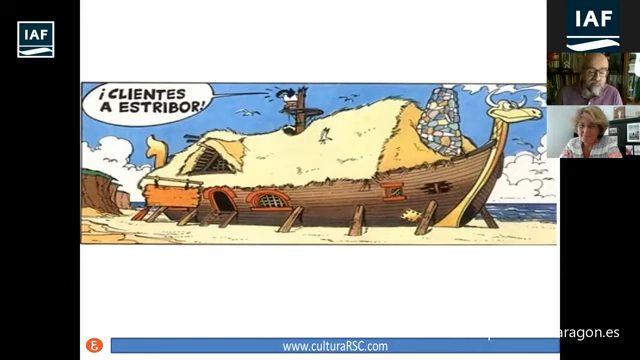 IAF
IAF
¡CLIENTES
A ESTRIBOR!
www.culturaRSC.com
aragon.es